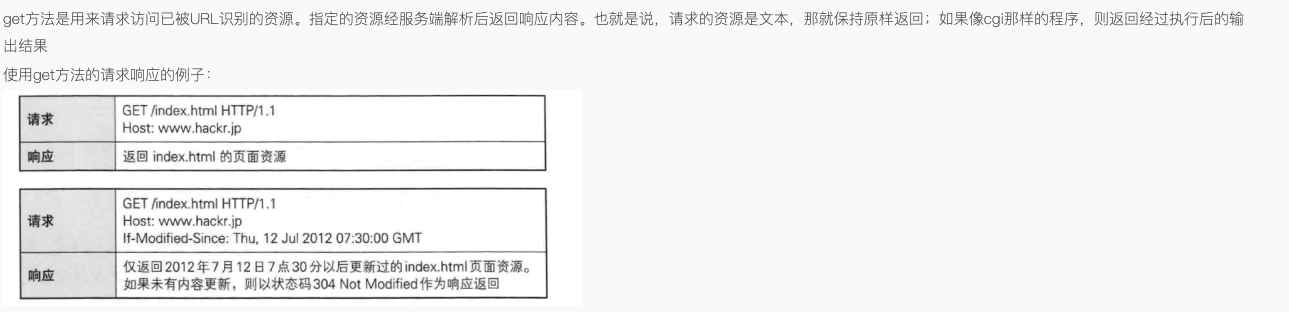 get方法是用来请求访问已被URL识别的资源。指定的资源经服务端解析后返回响应内容。也就是说，请求的资源是文本，那就保持原样返回；如果像cgi那样的程序，则返回经过执行后的输
出结果
使用get方法的请求响应的例子：
请求
GET /index.html HTTP/1.1
Host: www.hackr.jp
响应
返回 index.html 的页面资源
请求
GET /index.html HTTP/1.1
Host: www.hackr.jp
If-Modified-Since: Thu, 12 Jul 2012 07:30:00 GMT
响应
仅返回2012年7月12日7点30分以后更新过的index.html页面资源。
如果未有内容更新，则以状态码304 Not Modified作为响应返回